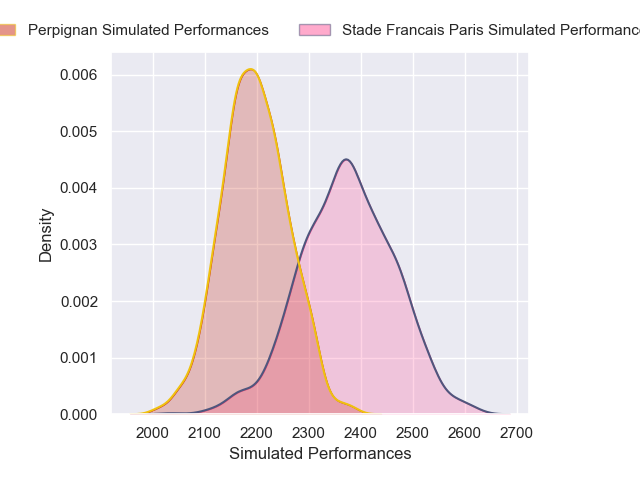 Perpignan Simulated Performances Stade Francais Paris Simulated
0.006
0.005
0.004
0.003
0.002
0.001
0.000
Density
2000 2100 2200 2300 2400 2500 2600 2700
Simulated Performances